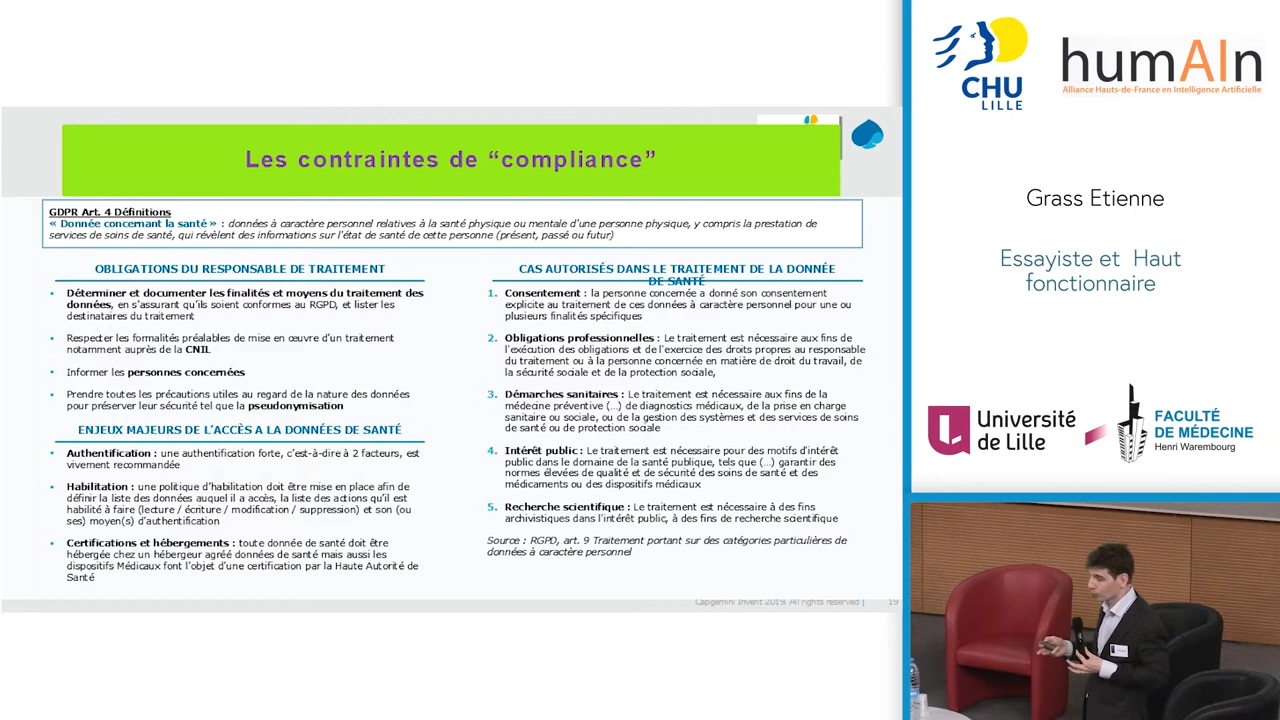 Les contraintes de “compliance”
GDPR Art. 4 Définitions
« Donnée concernant la santé » : données à caractère personnel relatives à la santé physique ou mentale d'une personne physique, y compris la prestation de
services de soins de santé, qui révèlent des informations sur l'état de santé de cette personne (présent, passé ou futur)
OBLIGATIONS DU RESPONSABLE DE TRAITEMENT
• Déterminer et documenter les finalités et moyens du traitement des
données, en s'assurant qu'ils soient conformes au RGPD, et lister les
destinataires du traitement
• Respecter les formalités préalables de mise en œuvre d'un traitement
notamment auprès de la CNIL
• Informer les personnes concernées
• Prendre toutes les précautions utiles au regard de la nature des données
pour préserver leur sécurité tel que la pseudonymisation
ENJEUX MAJEURS DE L'ACCÈS A LA DONNÉES DE SANTÉ
• Authentification : une authentification forte, c'est-à-dire à 2 facteurs, est
vivement recommandée
• Habilitation : une politique d'habilitation doit être mise en place afin de
définir la liste des données auquel il a accès, la liste des actions qu'il est
habilité à faire (lecture / écriture / modification / suppression) et son (ou
ses) moyen(s) d'authentification
• Certifications et hébergements : toute donnée de santé doit être
hébergée chez un hébergeur agréé données de santé mais aussi les
dispositifs Médicaux font l'objet d'une certification par la Haute Autorité de
Santé
CAS AUTORISÉS DANS LE TRAITEMENT DE LA DONNÉE
DE SANTÉ
1. Consentement : la personne concernée a donné son consentement
explicite au traitement de ces données à caractère personnel pour une ou
plusieurs finalités spécifiques
2. Obligations professionnelles : Le traitement est nécessaire aux fins de
l'exécution des obligations et de l'exercice des droits propres au responsable
du traitement ou à la personne concernée en matière de droit du travail, de
la sécurité sociale et de la protection sociale,
3. Démarches sanitaires : Le traitement est nécessaire aux fins de la
médecine préventive (...) de diagnostics médicaux, de la prise en charge
sanitaire ou sociale, ou de la gestion des systèmes et des services de soins
de santé ou de protection sociale
4. Intérêt public : Le traitement est nécessaire pour des motifs d'intérêt
public dans le domaine de la santé publique, tels que (...) garantir des
normes élevées de qualité et de sécurité des soins de santé et des
médicaments ou des dispositifs médicaux
5. Recherche scientifique : Le traitement est nécessaire à des fins
archivistiques dans l'intérêt public, à des fins de recherche scientifique
Source : RGPD, art. 9 Traitement portant sur des catégories particulières de
données à caractère personnel
Capgemini Invent 2019. All rights reserved | 19
CHU
LILLE
humAIn
Alliance Hauts-de-France en Intelligence Artificielle
Grass Etienne
Essayiste et Haut
fonctionnaire
Université
de Lille
FACULTÉ
DE MÉDECINE
Henri Warembourg